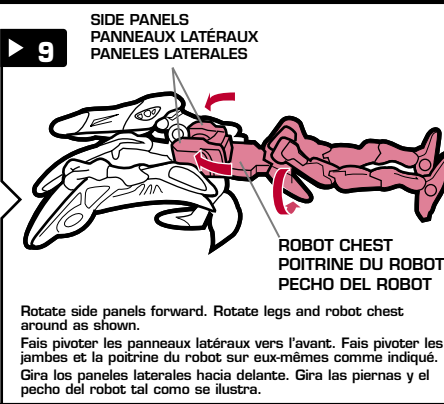 9
SIDE PANELS
PANNEAUX LATÉRAUX
PANELES LATERALES
ROBOT CHEST
POITRINE DU ROBOT
PECHO DEL ROBOT
Rotate side panels forward. Rotate legs and robot chest
around as shown.
Fais pivoter les panneaux latéraux vers l'avant. Fais pivoter les
jambes et la poitrine du robot sur eux-mêmes comme indiqué.
Gira los paneles laterales hacia delante. Gira las piernas y el
pecho del robot tal como se ilustra.